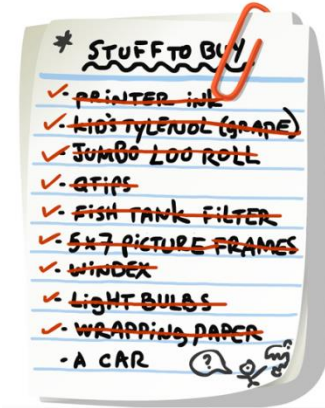 * STUFF TO BUY
- PRINTER INK
- KID'S TYLENOL (GRAPE)
- JUMBO LOO ROLL
- QTIPS
- FISH TANK FILTER
- 5x7 PICTURE FRAMES
- WINDEX
- LIGHT BULBS
- WRAPPING PAPER
- A CAR
?